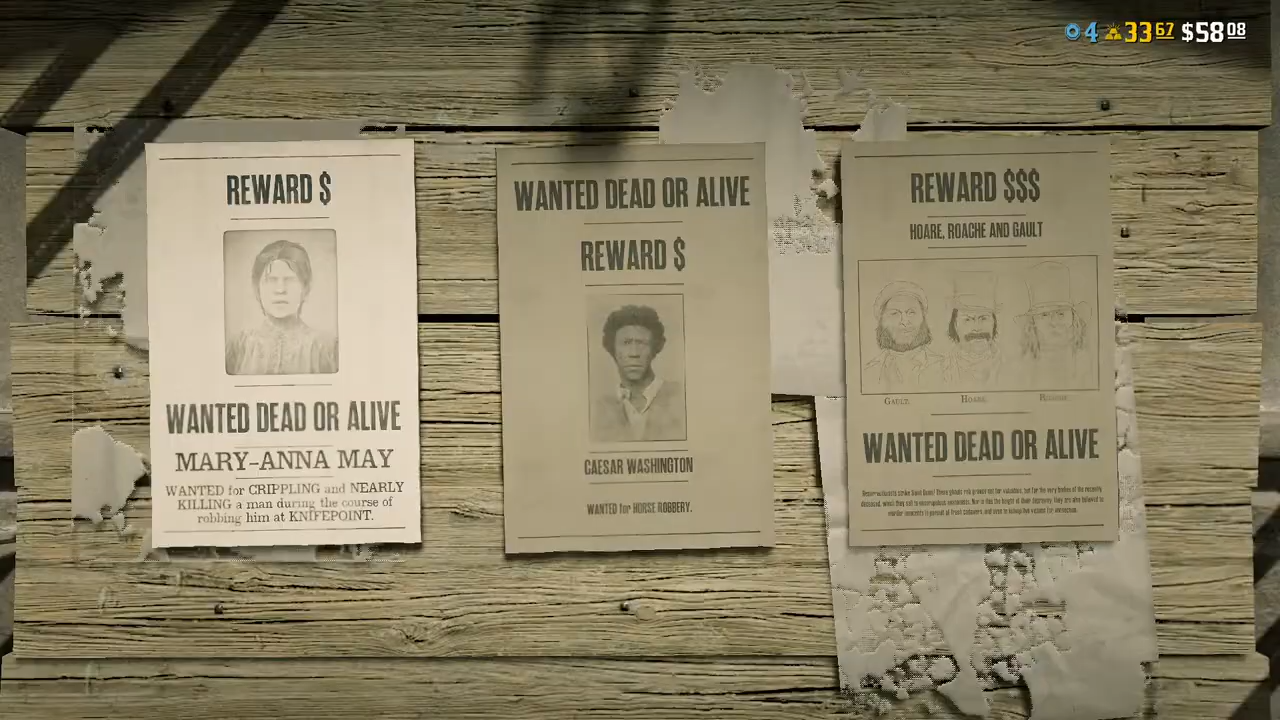 4 33 67 $58 08
REWARD $
WANTED DEAD OR ALIVE
MARY-ANNA MAY
WANTED for CRIPPLING and NEARLY
KILLING a man during the course of
robbing him at KNIFEPOINT.
WANTED DEAD OR ALIVE
REWARD $
CAESAR WASHINGTON
WANTED for HORSE ROBBERY.
REWARD $$$
HOARE, ROACHE AND GAULT
Gault. Hoare.
WANTED DEAD OR ALIVE